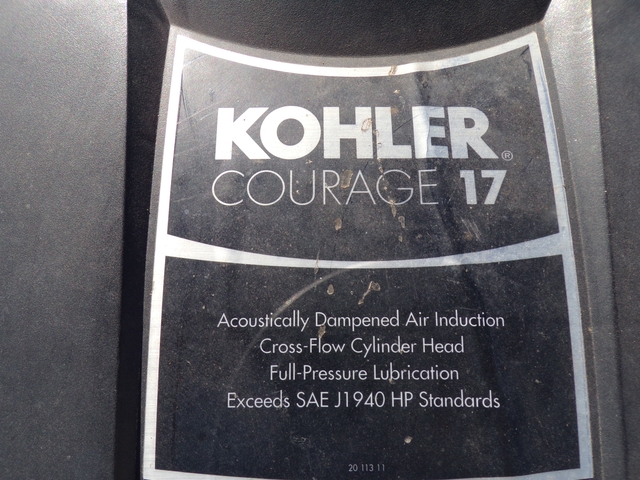 KOHLER®
COURAGE 17
Acoustically Dampened Air Induction
Cross-Flow Cylinder Head
Full-Pressure Lubrication
Exceeds SAE J1940 HP Standards
20 113 11